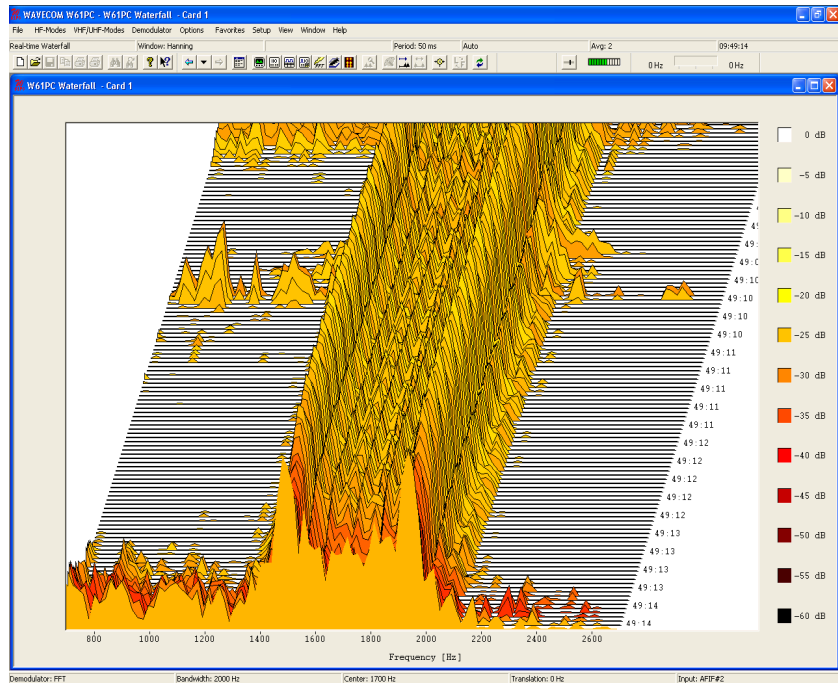 WAVECOM W61PC - W61PC Waterfall - Card 1
File HF-Modes VHF/UHF-Modes Demodulator Options Favorites Setup View Window Help
Real-time Waterfall Window: Hanning Period: 50 ms Auto Avg: 2 09:49:14
0 Hz 0 Hz
W61PC Waterfall - Card 1
0 dB
-5 dB
-10 dB
-15 dB
-20 dB
-25 dB
-30 dB
-35 dB
-40 dB
-45 dB
-50 dB
-55 dB
-60 dB
49:10
49:10
49:10
49:10
49:11
49:11
49:11
49:11
49:11
49:12
49:12
49:12
49:12
49:12
49:13
49:13
49:13
49:13
49:14
49:14
800 1000 1200 1400 1600 1800 2000 2200 2400 2600
Frequency [Hz]
Demodulator: FFT Bandwidth: 2000 Hz Center: 1700 Hz Translation: 0 Hz Input: AFIF#2